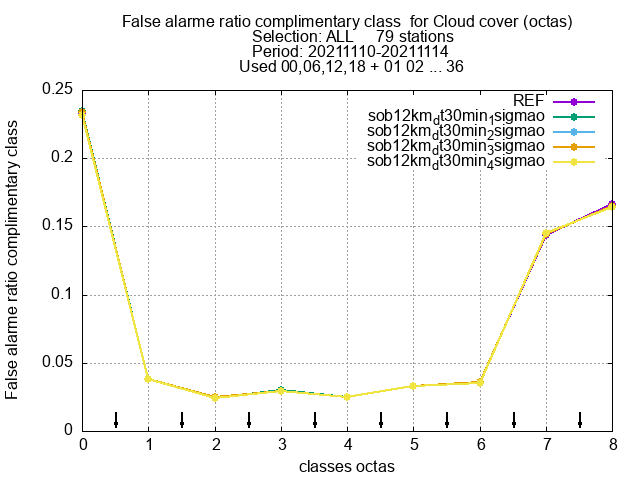 False alarme ratio complimentary class  for Cloud cover (octas)
Selection: ALL     79 stations
Period: 20211110-20211114
Used 00,06,12,18 + 01 02 ... 36
False alarme ratio complimentary class
0.25
0.2
0.15
0.1
0.05
0
REF
sob12km_dt30min_1sigmao
sob12km_dt30min_2sigmao
sob12km_dt30min_3sigmao
sob12km_dt30min_4sigmao
0 1 2 3 4 5 6 7 8
classes octas